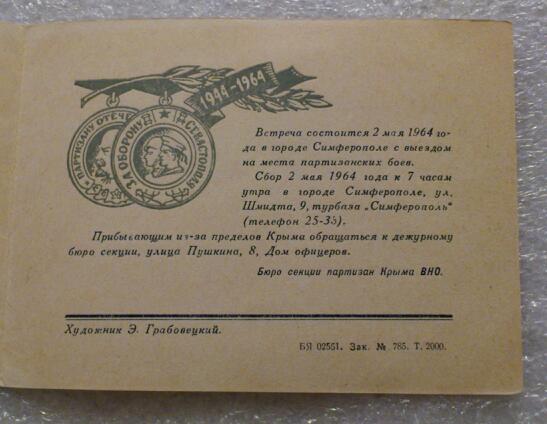 1944-1964
ПАРТИЗАНУ ОТЕЧЕ
ЗА ОБОРОНУ СЕВАСТОПОЛЯ
Встреча состоится 2 мая 1964 го-
да в городе Симферополе с выездом
на места партизанских боев.
Сбор 2 мая 1964 года к 7 часам
утра в городе Симферополе, ул.
Шмидта, 9, турбаза „Симферополь“
(телефон 25-35).
Прибывающим из-за пределов Крыма обращаться к дежурному
бюро секции, улица Пушкина, 8, Дом офицеров.
Бюро секции партизан Крыма ВНО.
Художник Э. Грабовецкий.
БЯ 02551. Зак. № 785. Т. 2000.